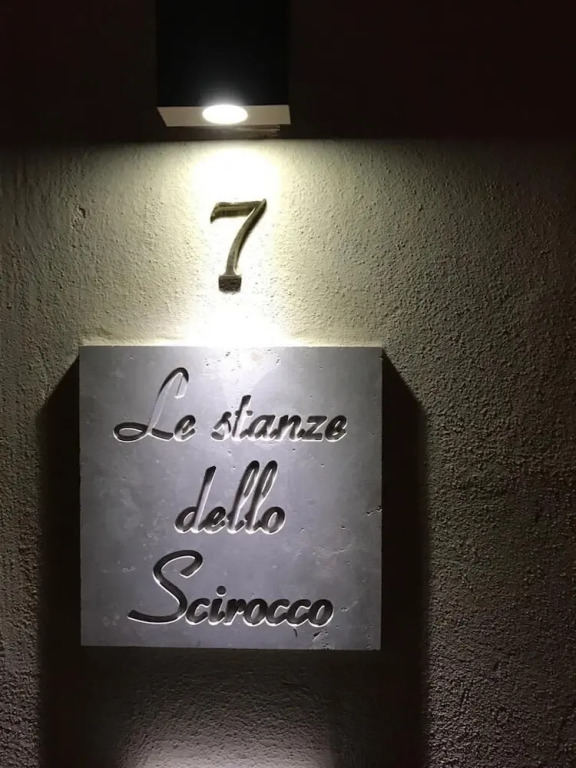 7
Le stanze
dello
Scirocco